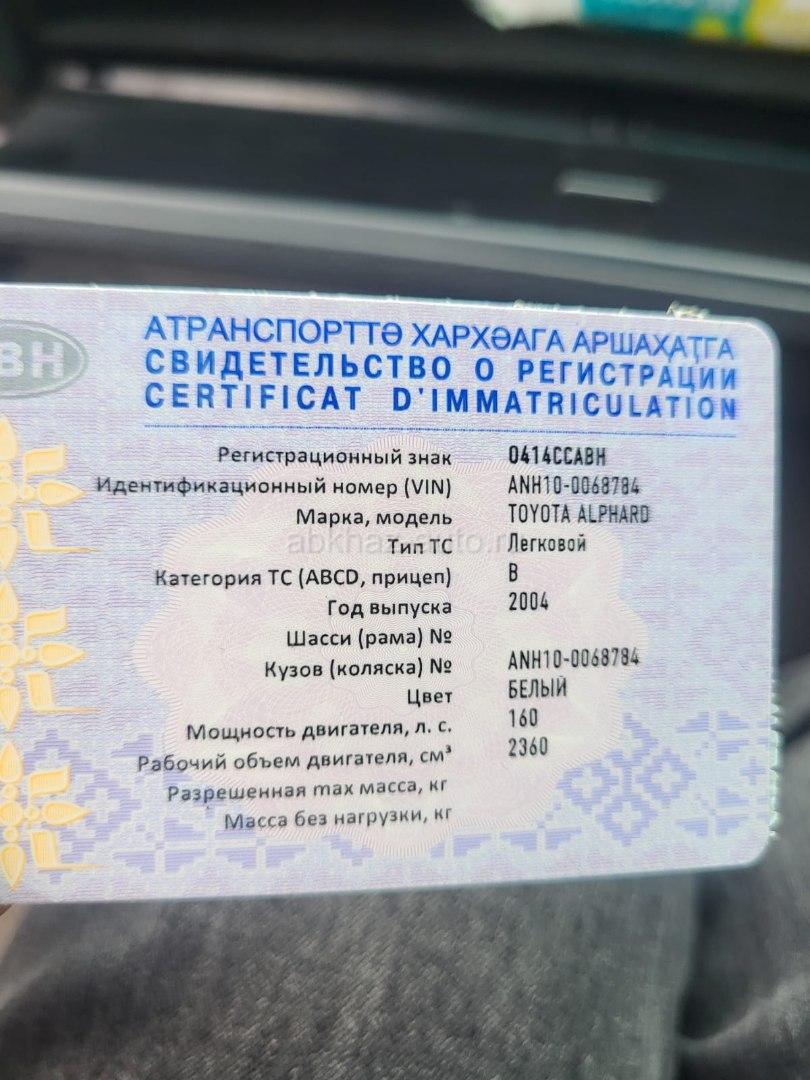 ВН
АТРАНСПОРТТӘ ХАРХӘАГА АРШАҲАҬГА
СВИДЕТЕЛЬСТВО О РЕГИСТРАЦИИ
CERTIFICAT D'IMMATRICULATION
Регистрационный знак 0414ССАВН
Идентификационный номер (VIN) ANH10-0068784
Марка, модель TOYOTA ALPHARD
Тип ТС Легковой
Категория ТС (ABCD, прицеп) B
Год выпуска 2004
Шасси (рама) №
Кузов (коляска) № ANH10-0068784
Цвет БЕЛЫЙ
Мощность двигателя, л. с. 160
Рабочий объем двигателя, см³ 2360
Разрешенная max масса, кг
Масса без нагрузки, кг